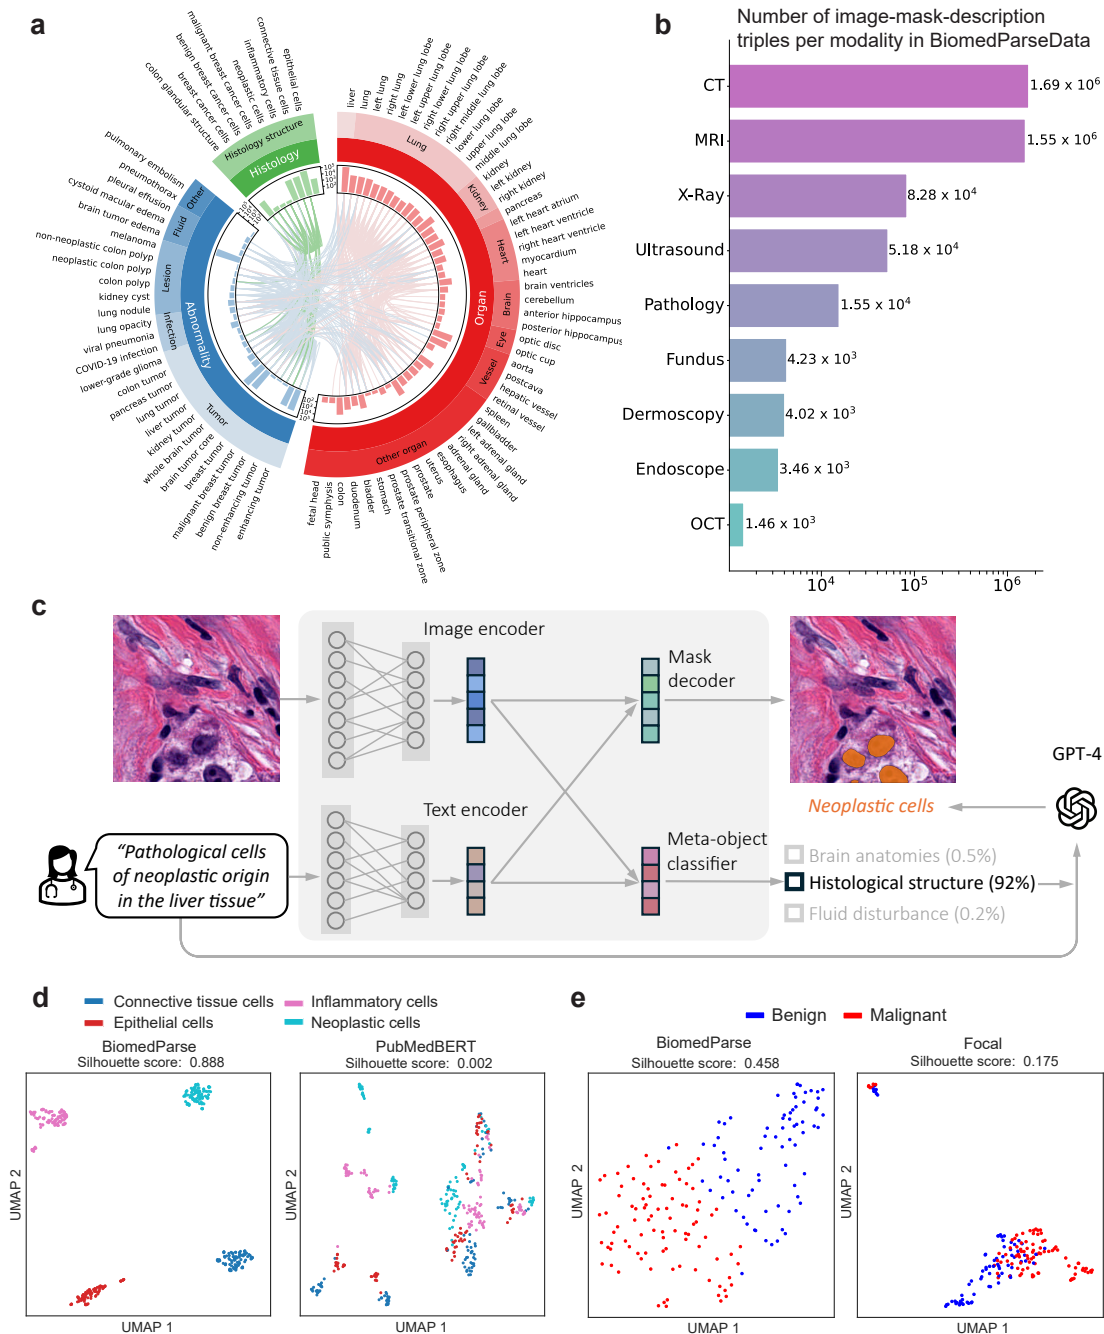 a
colon glandular structure
breast cancer cells
benign breast cancer cells
malignant breast cancer cells
neoplastic cells
inflammatory cells
connective tissue cells
epithelial cells
liver
lung
left lung
right lung
left lower lung lobe
left upper lung lobe
right lower lung lobe
right upper lung lobe
right middle lung lobe
lower lung lobe
upper lung lobe
middle lung lobe
kidney
left kidney
right kidney
pancreas
left heart atrium
left heart ventricle
right heart ventricle
myocardium
heart
brain ventricles
cerebellum
anterior hippocampus
posterior hippocampus
optic disc
optic cup
aorta
postcava
hepatic vessel
retinal vessel
spleen
gallbladder
left adrenal gland
right adrenal gland
adrenal gland
esophagus
uterus
prostate
prostate peripheral zone
prostate transitional zone
stomach
bladder
duodenum
colon
public symphysis
fetal head
enhancing tumor
non-enhancing tumor
benign breast tumor
malignant breast tumor
breast tumor
brain tumor core
whole brain tumor
kidney tumor
liver tumor
lung tumor
pancreas tumor
colon tumor
lower-grade glioma
COVID-19 infection
viral pneumonia
lung opacity
lung nodule
kidney cyst
colon polyp
neoplastic colon polyp
non-neoplastic colon polyp
melanoma
brain tumor edema
cystoid macular edema
pleural effusion
pneumothorax
pulmonary embolism
Histology structure
Histology
Lung
Kidney
Heart
Brain
Eye
Vessel
Other organ
Organ
Tumor
Infection
Lesion
Fluid
Other
Abnormality
b
Number of image-mask-description
triples per modality in BiomedParseData
CT 1.69 x 10⁶
MRI 1.55 x 10⁶
X-Ray 8.28 x 10⁴
Ultrasound 5.18 x 10⁴
Pathology 1.55 x 10⁴
Fundus 4.23 x 10³
Dermoscopy 4.02 x 10³
Endoscope 3.46 x 10³
OCT 1.46 x 10³
10⁴ 10⁵ 10⁶
c
Image encoder
Mask
decoder
GPT-4
Neoplastic cells
Text encoder
Meta-object
classifier
"Pathological cells
of neoplastic origin
in the liver tissue"
Brain anatomies (0.5%)
Histological structure (92%)
Fluid disturbance (0.2%)
d
Connective tissue cells
Inflammatory cells
Epithelial cells
Neoplastic cells
BiomedParse
Silhouette score: 0.888
UMAP 2
UMAP 1
PubMedBERT
Silhouette score: 0.002
UMAP 2
UMAP 1
e
Benign
Malignant
BiomedParse
Silhouette score: 0.458
UMAP 2
UMAP 1
Focal
Silhouette score: 0.175
UMAP 2
UMAP 1